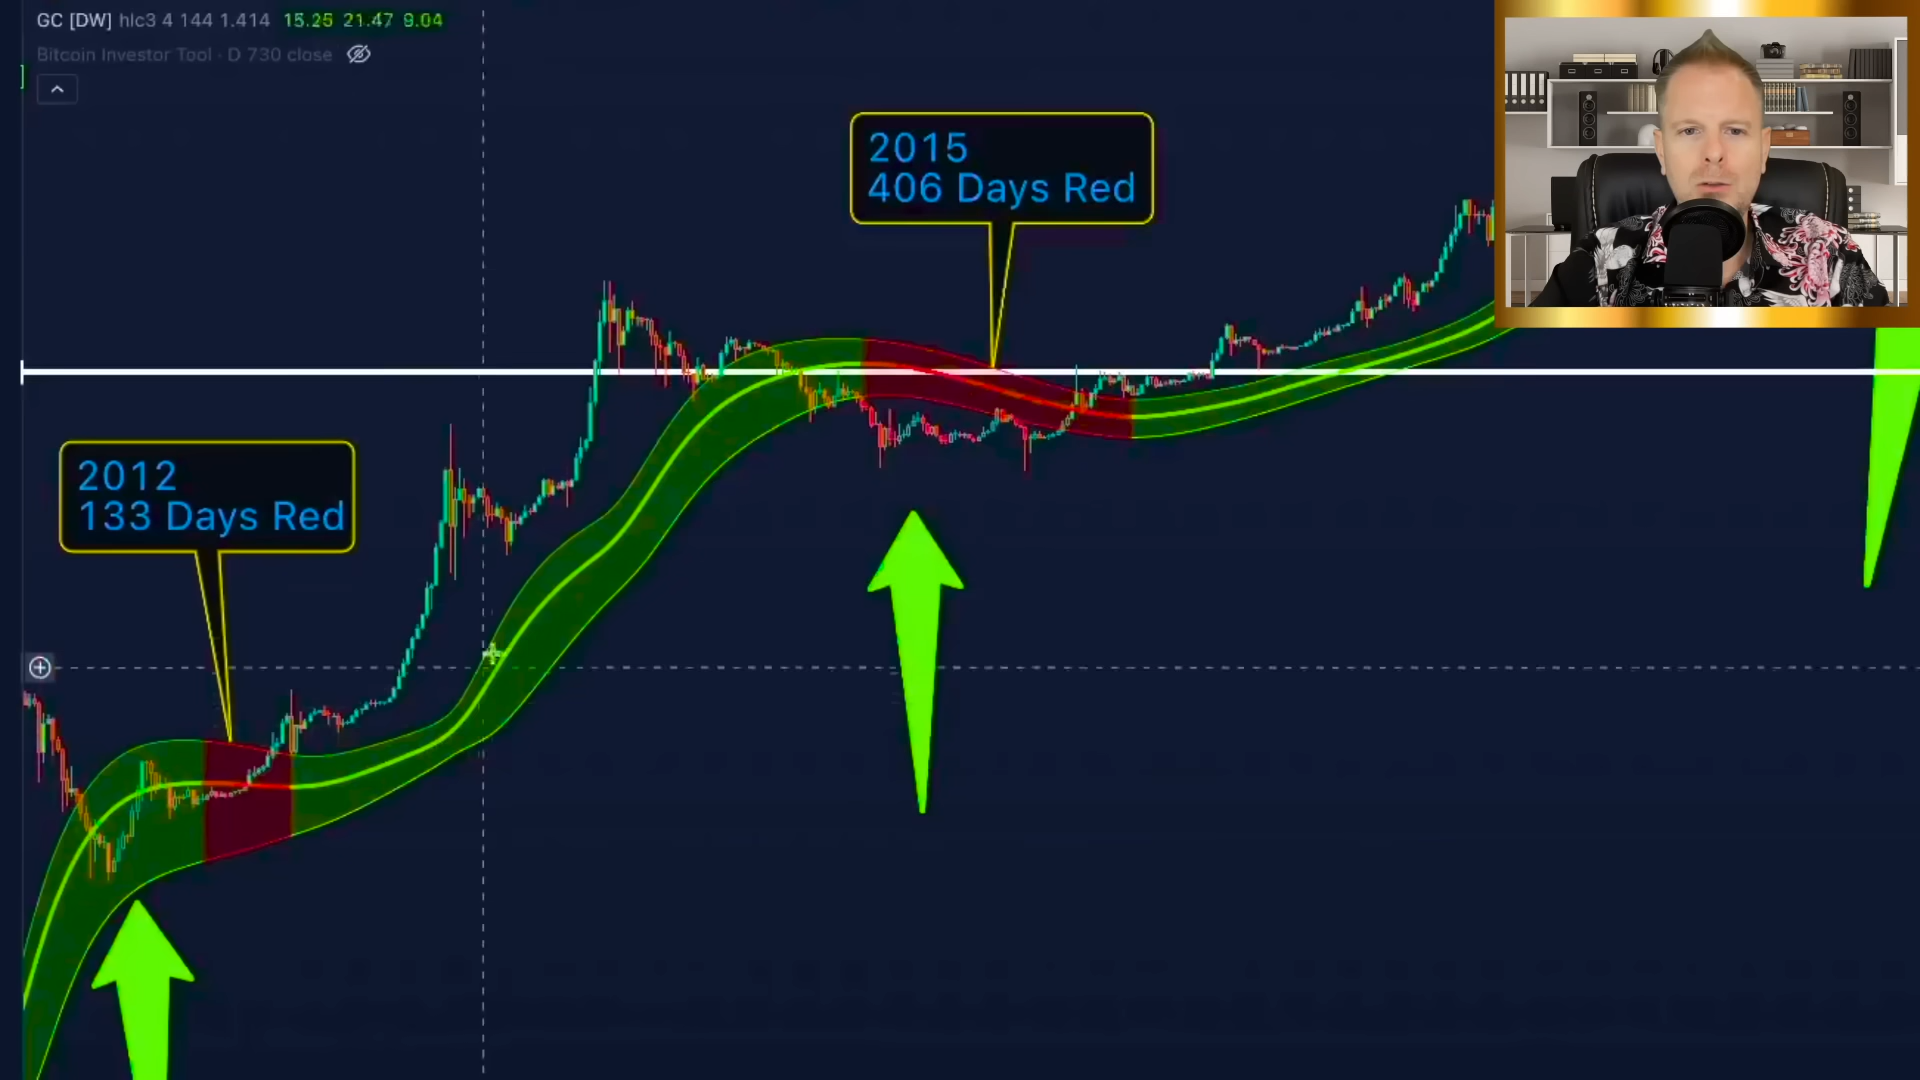 GC [DW] hlc3 4 144 1.414 15.25 21.47 9.04
Bitcoin Investor Tool · D 730 close
2015
406 Days Red
2012
133 Days Red